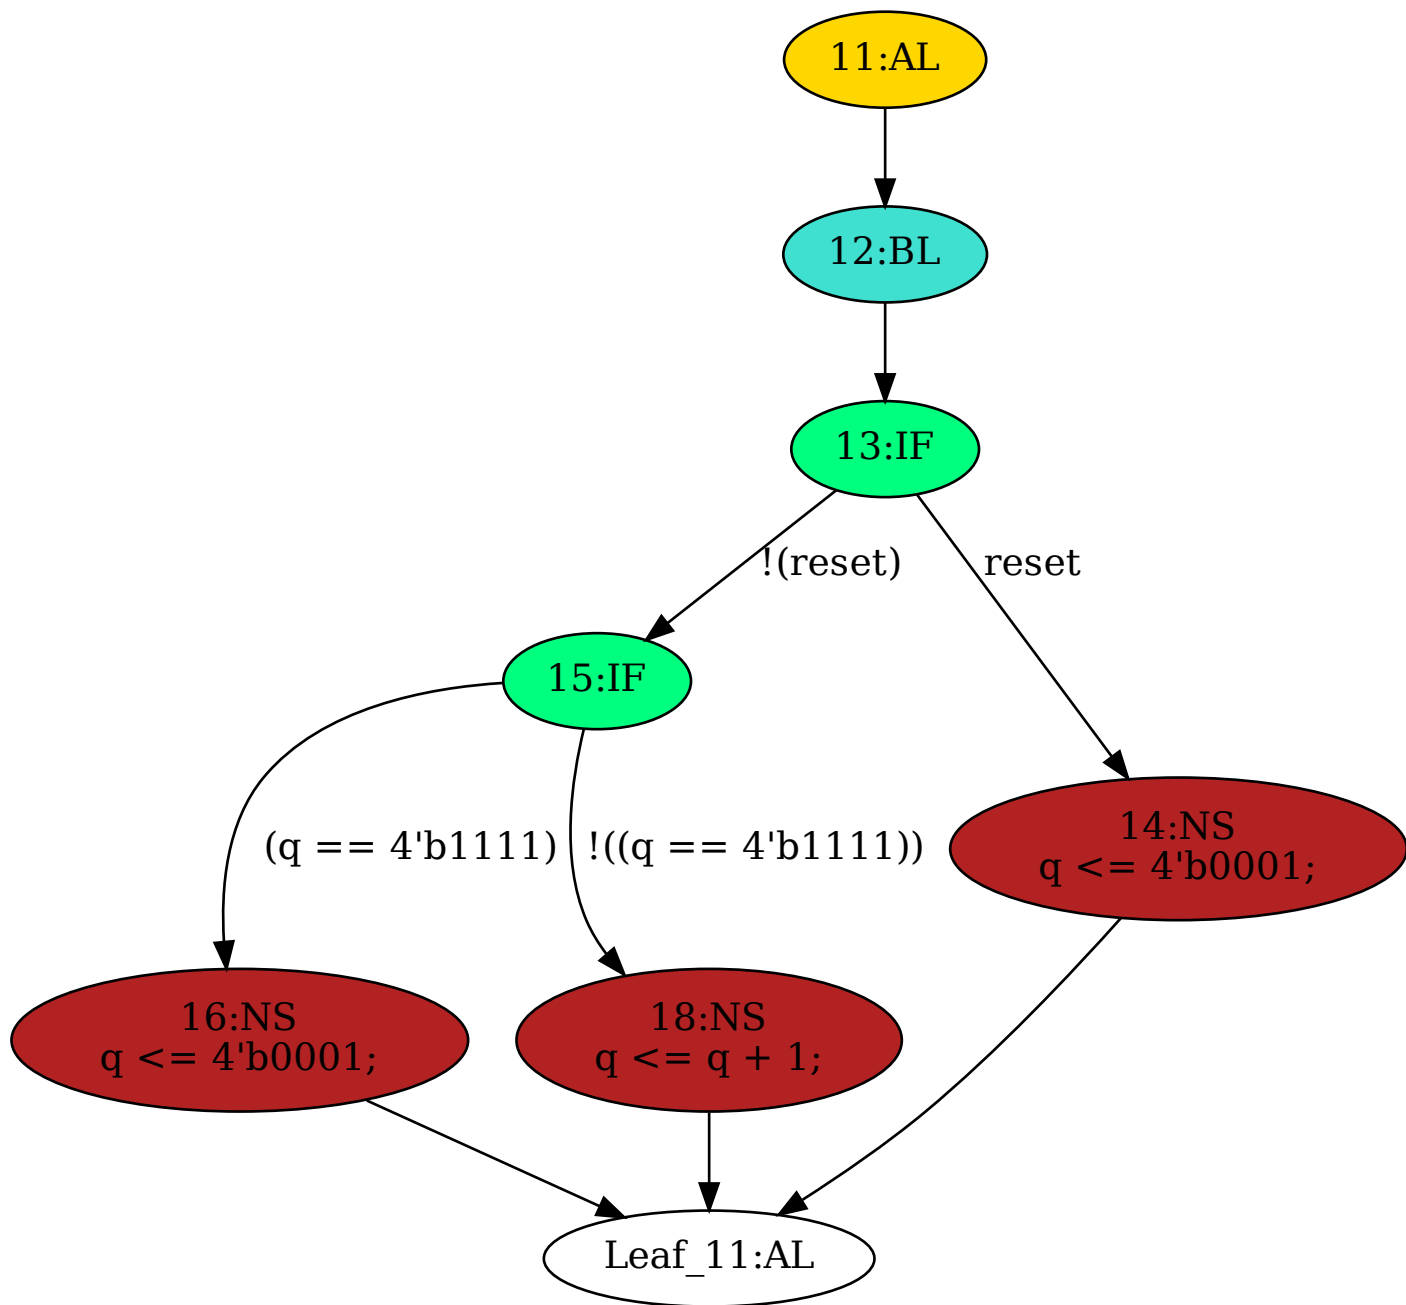 11:AL
12:BL
13:IF
!(reset)
reset
15:IF
(q == 4'b1111)
!((q == 4'b1111))
14:NS
q <= 4'b0001;
16:NS
q <= 4'b0001;
18:NS
q <= q + 1;
Leaf_11:AL